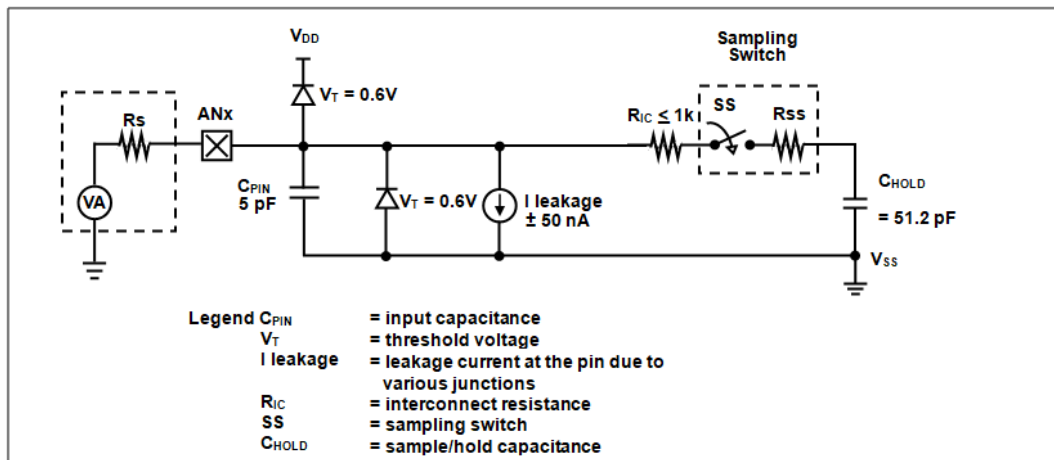 Sampling
Switch
VDD
VT = 0.6V
Rs
ANx
RIC ≤ 1k
SS
Rss
CPIN
5 pF
VT = 0.6V
I leakage
± 50 nA
CHOLD
= 51.2 pF
VA
VSS
Legend CPIN = input capacitance
VT = threshold voltage
I leakage = leakage current at the pin due to
various junctions
RIC = interconnect resistance
SS = sampling switch
CHOLD = sample/hold capacitance